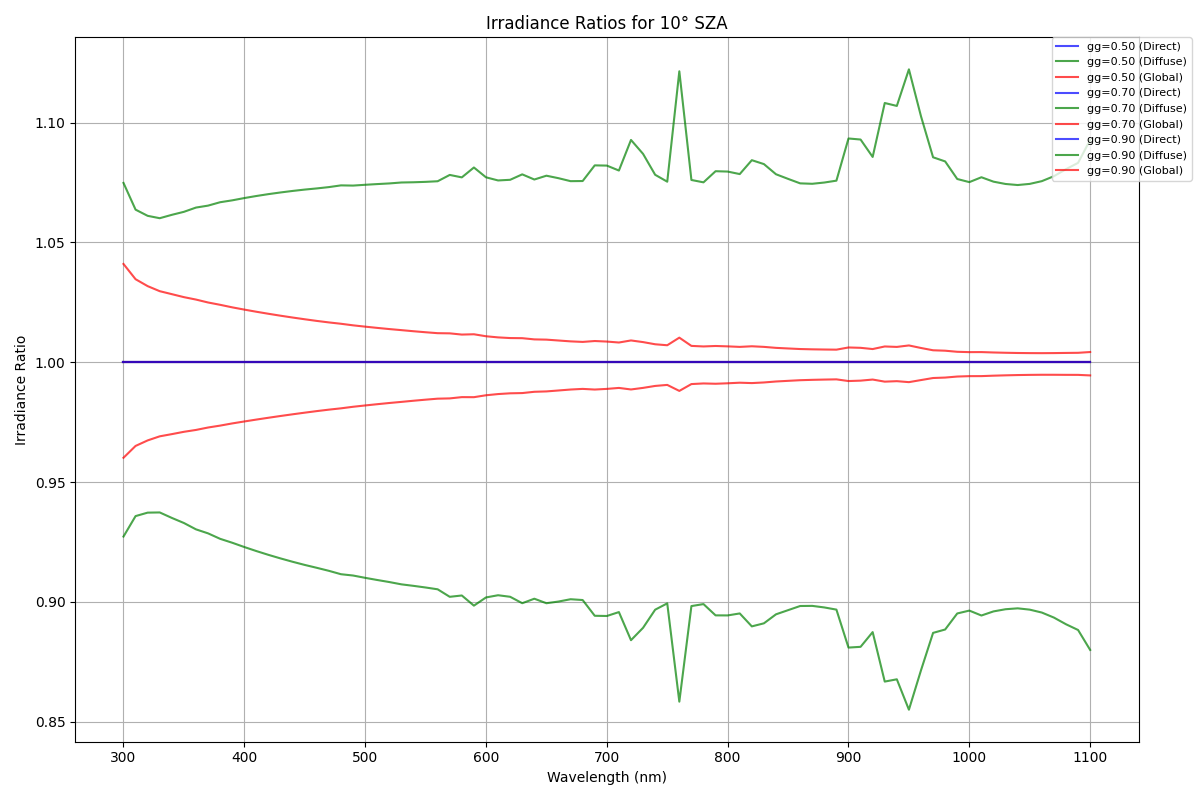 Irradiance Ratios for 10° SZA
gg=0.50 (Direct)
gg=0.50 (Diffuse)
gg=0.50 (Global)
gg=0.70 (Direct)
gg=0.70 (Diffuse)
gg=0.70 (Global)
gg=0.90 (Direct)
gg=0.90 (Diffuse)
gg=0.90 (Global)
Irradiance Ratio
1.10
1.05
1.00
0.95
0.90
0.85
300 400 500 600 700 800 900 1000 1100
Wavelength (nm)